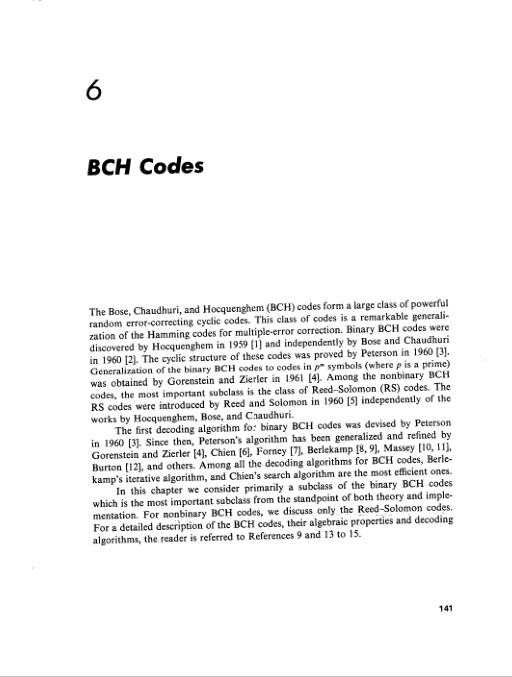 6
BCH Codes
The Bose, Chaudhuri, and Hocquenghem (BCH) codes form a large class of powerful
random error-correcting cyclic codes. This class of codes is a remarkable generali-
zation of the Hamming codes for multiple-error correction. Binary BCH codes were
discovered by Hocquenghem in 1959 [1] and independently by Bose and Chaudhuri
in 1960 [2]. The cyclic structure of these codes was proved by Peterson in 1960 [3].
Generalization of the binary BCH codes to codes in pᵐ symbols (where p is a prime)
was obtained by Gorenstein and Zierler in 1961 [4]. Among the nonbinary BCH
codes, the most important subclass is the class of Reed–Solomon (RS) codes. The
RS codes were introduced by Reed and Solomon in 1960 [5] independently of the
works by Hocquenghem, Bose, and Chaudhuri.
The first decoding algorithm for binary BCH codes was devised by Peterson
in 1960 [3]. Since then, Peterson's algorithm has been generalized and refined by
Gorenstein and Zierler [4], Chien [6], Forney [7], Berlekamp [8, 9], Massey [10, 11],
Burton [12], and others. Among all the decoding algorithms for BCH codes, Berle-
kamp's iterative algorithm, and Chien's search algorithm are the most efficient ones.
In this chapter we consider primarily a subclass of the binary BCH codes
which is the most important subclass from the standpoint of both theory and imple-
mentation. For nonbinary BCH codes, we discuss only the Reed–Solomon codes.
For a detailed description of the BCH codes, their algebraic properties and decoding
algorithms, the reader is referred to References 9 and 13 to 15.
141